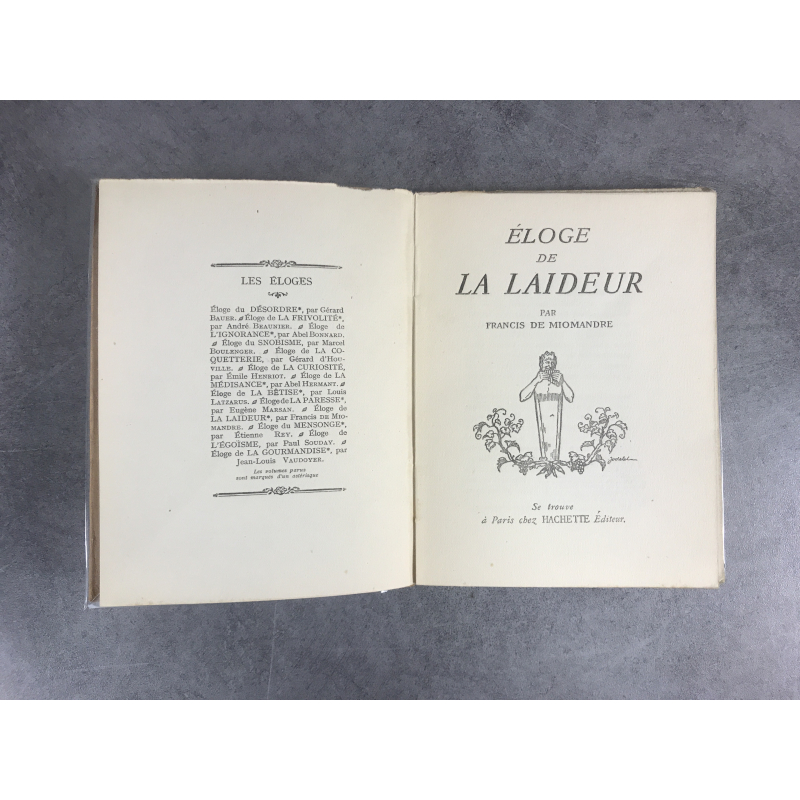 LES ÉLOGES
Éloge du DÉSORDRE*, par Gérard
BAUER. Éloge de LA FRIVOLITÉ*,
par André BEAUNIER. Éloge de
L'IGNORANCE*, par Abel BONNARD.
Éloge du SNOBISME, par Marcel
BOULENGER. Éloge de LA CO-
QUETTERIE, par Gérard d'HOU-
VILLE. Éloge de LA CURIOSITÉ,
par Émile HENRIOT. Éloge de LA
MÉDISANCE*, par Abel HERMANT.
Éloge de LA BÊTISE*, par Louis
LATZARUS. Éloge de LA PARESSE*,
par Eugène MARSAN. Éloge de
LA LAIDEUR*, par Francis DE MIO-
MANDRE. Éloge du MENSONGE*,
par Étienne REY. Éloge de
L'ÉGOÏSME, par Paul SOUDAY.
Éloge de LA GOURMANDISE*, par
Jean-Louis VAUDOYER.
Les volumes parus
sont marqués d'un astérisque
ÉLOGE
DE
LA LAIDEUR
PAR
FRANCIS DE MIOMANDRE
Se trouve
à Paris chez HACHETTE Éditeur.